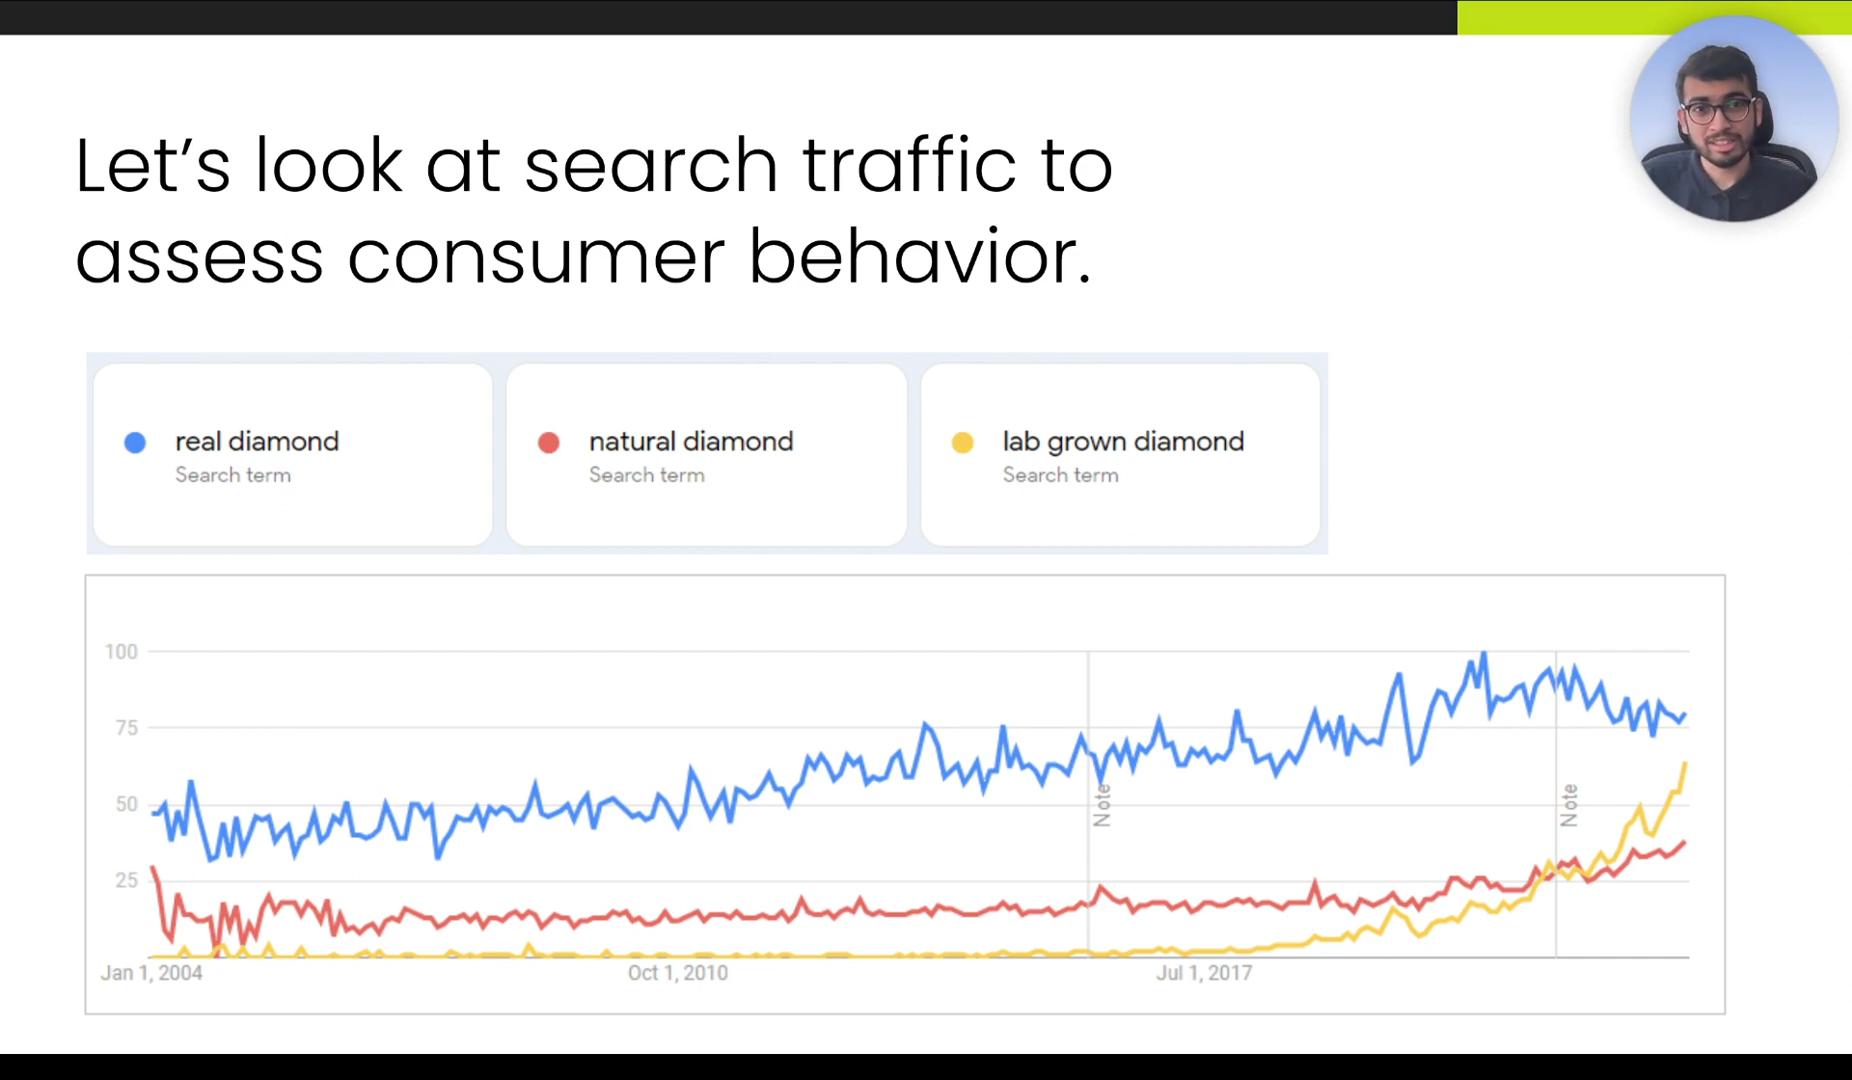 Let’s look at search traffic to
assess consumer behavior.
real diamond
Search term
natural diamond
Search term
lab grown diamond
Search term
100
75
50
25
Note
Note
Jan 1, 2004
Oct 1, 2010
Jul 1, 2017